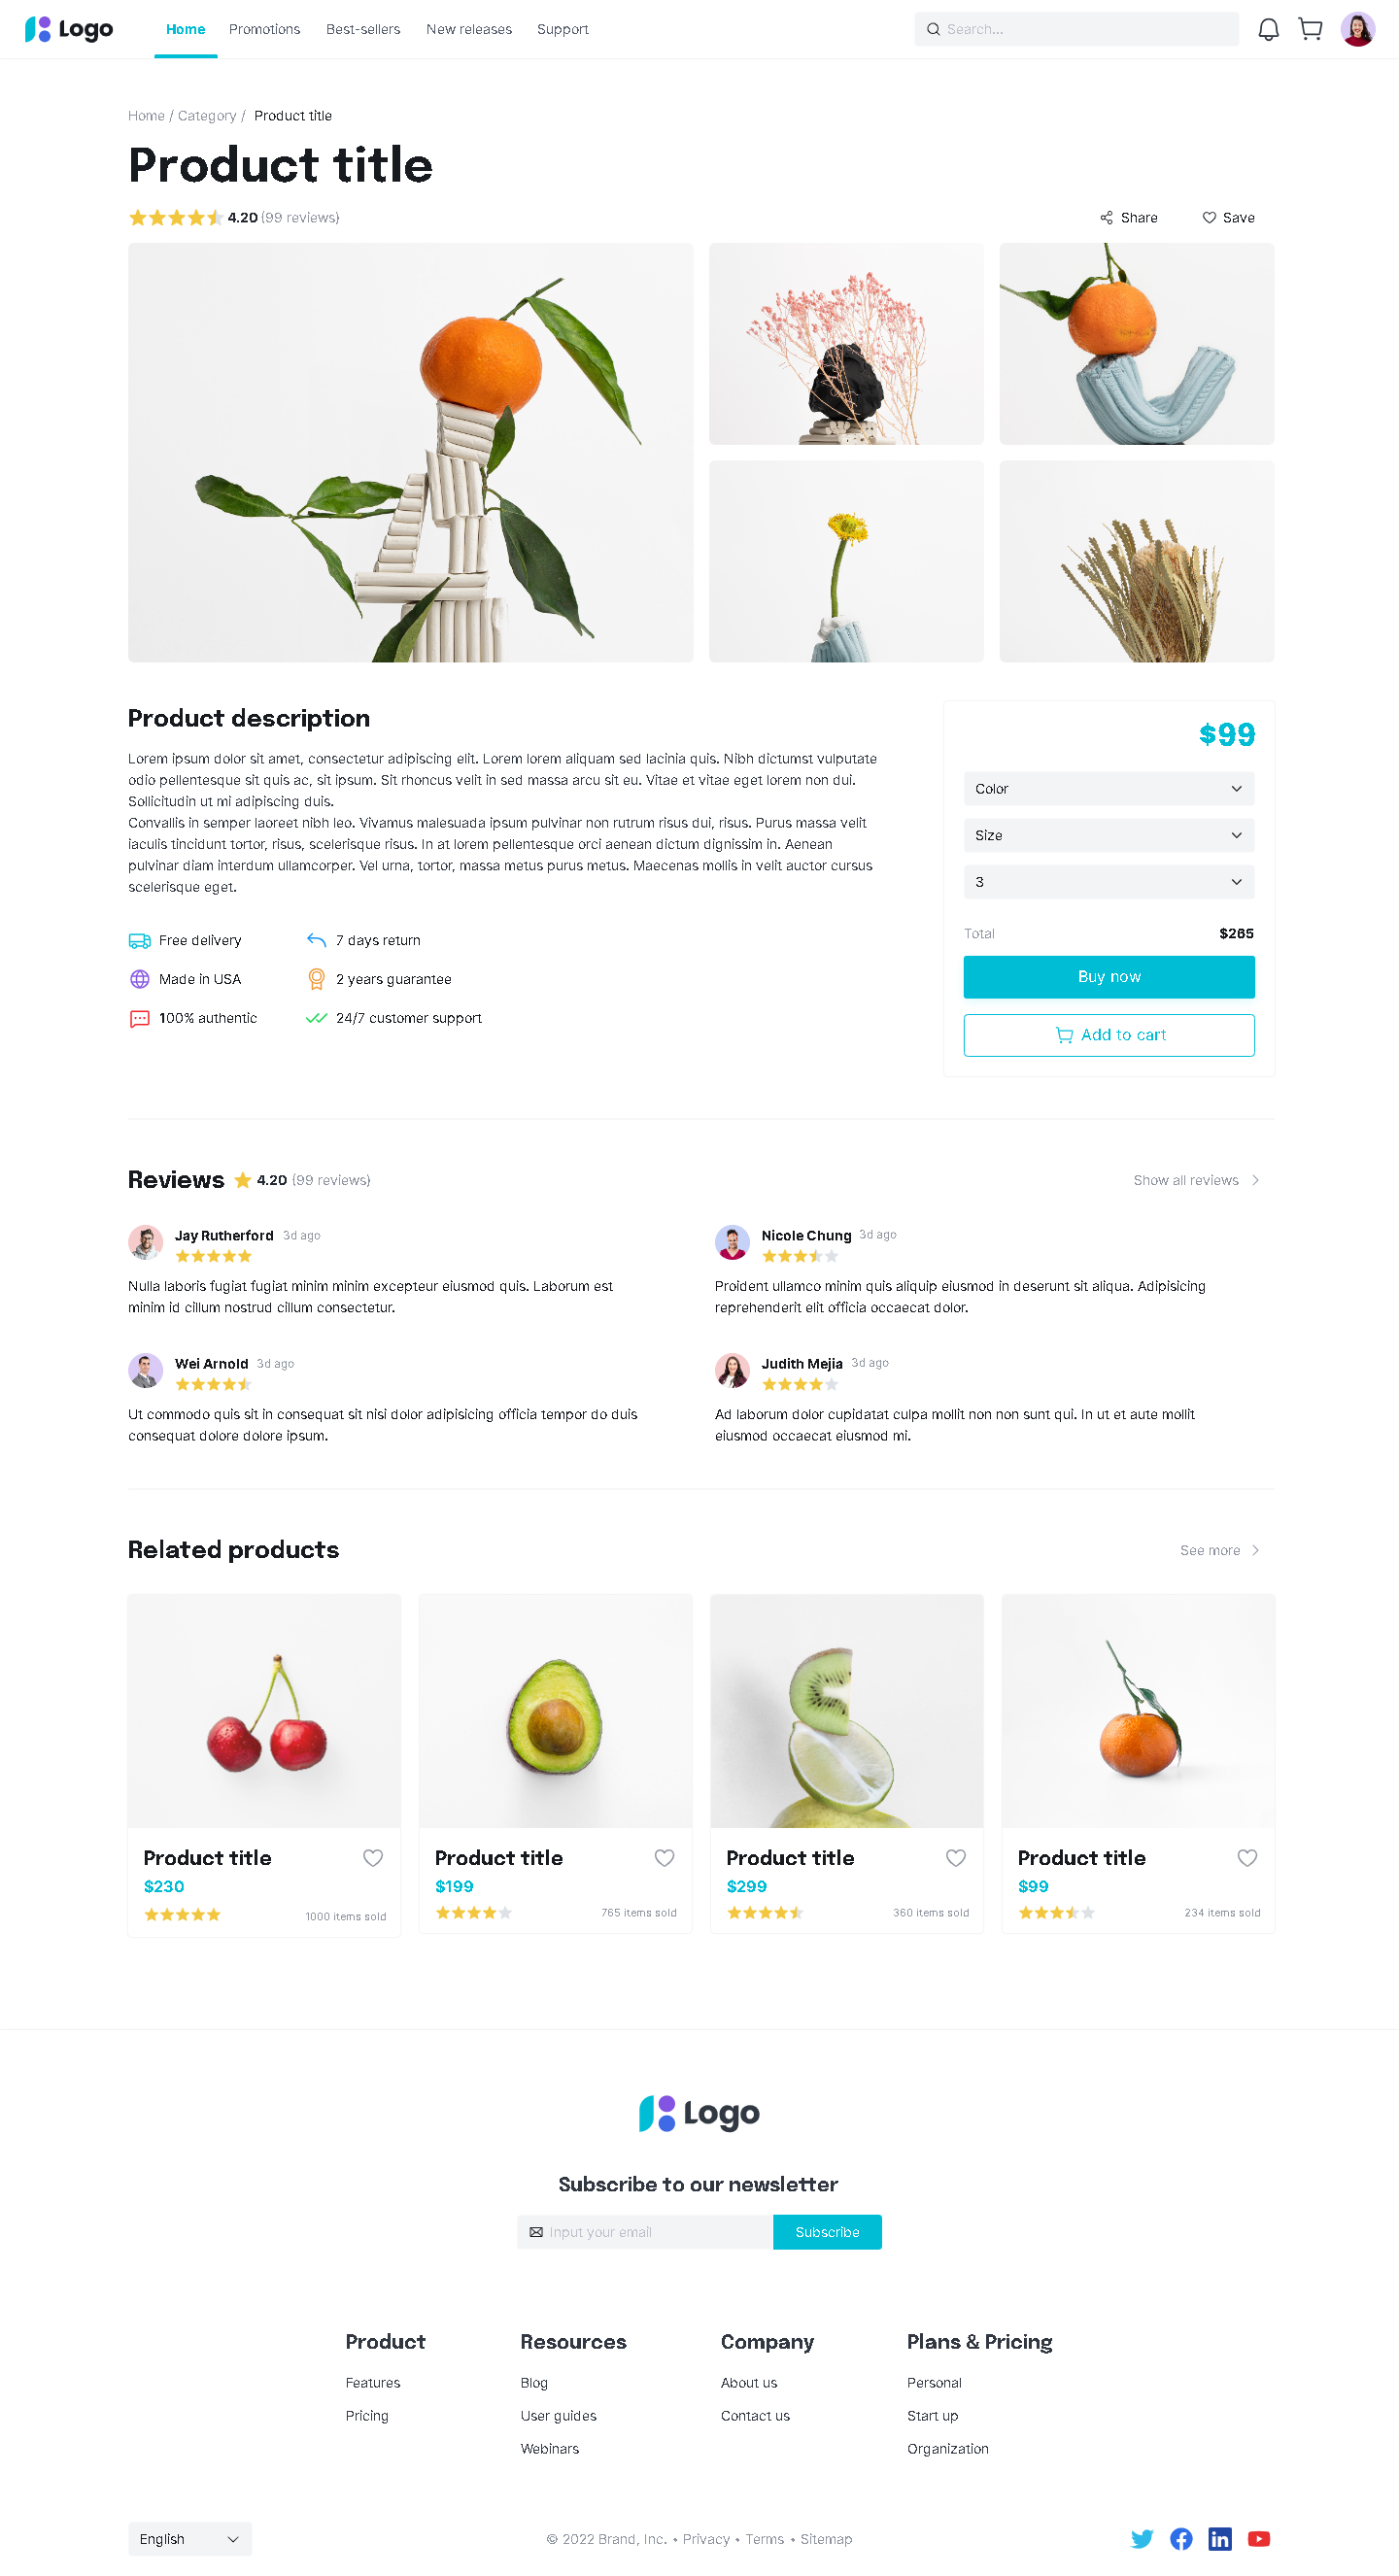 Logo
Home Promotions Best-sellers New releases Support
Search...
Home / Category / Product title
Product title
4.20 (99 reviews)
Share Save
Product description
$99
Lorem ipsum dolor sit amet, consectetur adipiscing elit. Lorem lorem aliquam sed lacinia quis. Nibh dictumst vulputate
odio pellentesque sit quis ac, sit ipsum. Sit rhoncus velit in sed massa arcu sit eu. Vitae et vitae eget lorem non dui.
Sollicitudin ut mi adipiscing duis.
Convallis in semper laoreet nibh leo. Vivamus malesuada ipsum pulvinar non rutrum risus dui, risus. Purus massa velit
iaculis tincidunt tortor, risus, scelerisque risus. In at lorem pellentesque orci aenean dictum dignissim in. Aenean
pulvinar diam interdum ullamcorper. Vel urna, tortor, massa metus purus metus. Maecenas mollis in velit auctor cursus
scelerisque eget.
Free delivery 7 days return
Made in USA 2 years guarantee
100% authentic 24/7 customer support
Color
Size
3
Total $265
Buy now
Add to cart
Reviews 4.20 (99 reviews)
Show all reviews
Jay Rutherford 3d ago
Nulla laboris fugiat fugiat minim minim excepteur eiusmod quis. Laborum est
minim id cillum nostrud cillum consectetur.
Nicole Chung 3d ago
Proident ullamco minim quis aliquip eiusmod in deserunt sit aliqua. Adipisicing
reprehenderit elit officia occaecat dolor.
Wei Arnold 3d ago
Ut commodo quis sit in consequat sit nisi dolor adipisicing officia tempor do duis
consequat dolore dolore ipsum.
Judith Mejia 3d ago
Ad laborum dolor cupidatat culpa mollit non non sunt qui. In ut et aute mollit
eiusmod occaecat eiusmod mi.
Related products
See more
Product title
$230
1000 items sold
Product title
$199
765 items sold
Product title
$299
360 items sold
Product title
$99
234 items sold
Logo
Subscribe to our newsletter
Input your email
Subscribe
Product
Features
Pricing
Resources
Blog
User guides
Webinars
Company
About us
Contact us
Plans & Pricing
Personal
Start up
Organization
English
© 2022 Brand, Inc. • Privacy • Terms • Sitemap